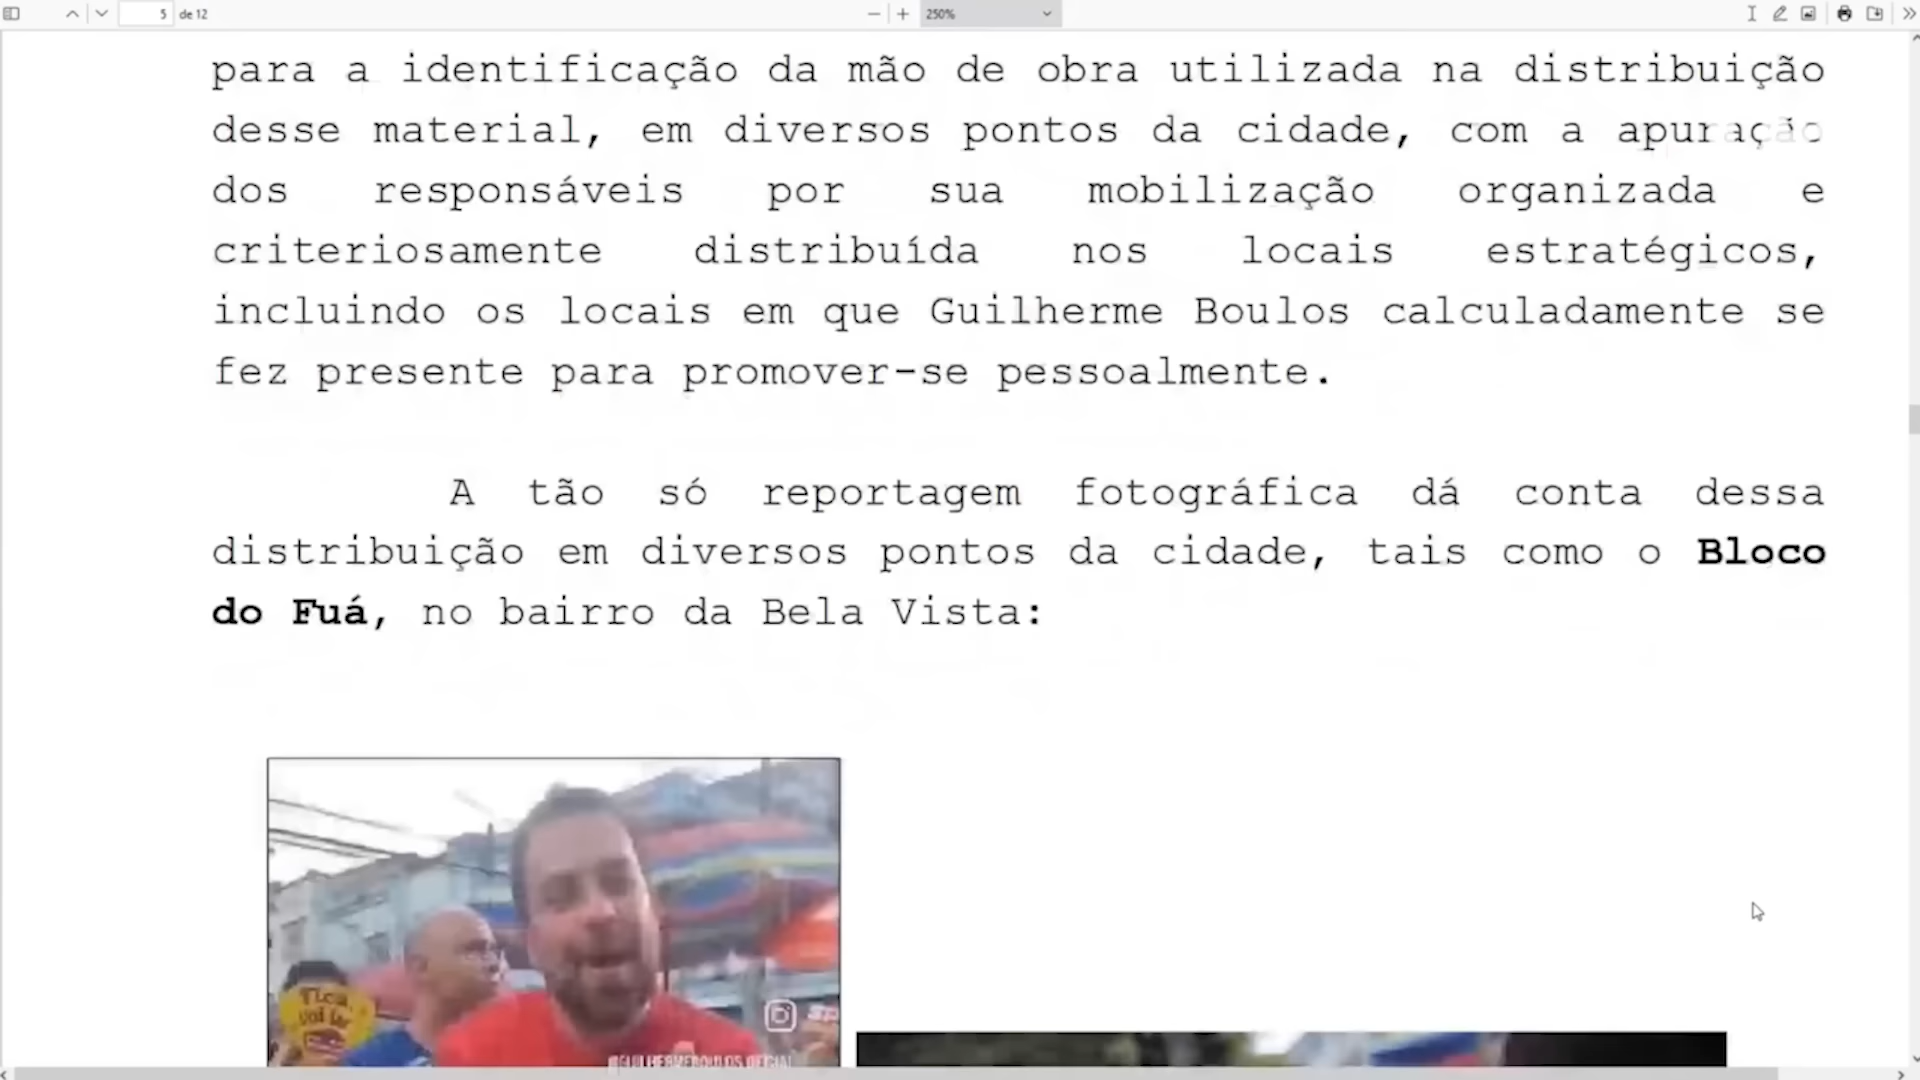 5 de 12
250%
para a identificação da mão de obra utilizada na distribuição
desse material, em diversos pontos da cidade, com a apuração
dos responsáveis por sua mobilização organizada e
criteriosamente distribuída nos locais estratégicos,
incluindo os locais em que Guilherme Boulos calculadamente se
fez presente para promover-se pessoalmente.
A tão só reportagem fotográfica dá conta dessa
distribuição em diversos pontos da cidade, tais como o Bloco
do Fuá, no bairro da Bela Vista:
@GUILHERMEBOULOS.OFICIAL